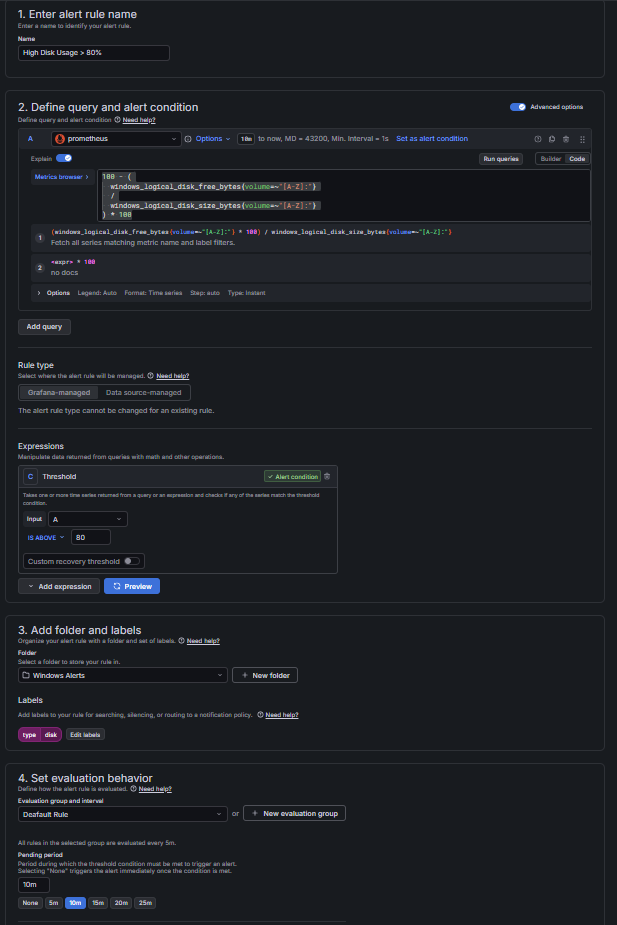 1. Enter alert rule name
Enter a name to identify your alert rule.
Name
High Disk Usage > 80%
2. Define query and alert condition
Advanced options
Define query and alert condition Need help?
A prometheus Options 10m to now, MD = 43200, Min. Interval = 1s Set as alert condition
Explain Run queries Builder Code
Metrics browser > 100 - (
windows_logical_disk_free_bytes{volume=~"[A-Z]:"}
/
windows_logical_disk_size_bytes{volume=~"[A-Z]:"}
) * 100
1 (windows_logical_disk_free_bytes{volume=~"[A-Z]:"} * 100) / windows_logical_disk_size_bytes{volume=~"[A-Z]:"}
Fetch all series matching metric name and label filters.
2 <expr> * 100
no docs
> Options Legend: Auto Format: Time series Step: auto Type: Instant
Add query
Rule type
Select where the alert rule will be managed. Need help?
Grafana-managed Data source-managed
The alert rule type cannot be changed for an existing rule.
Expressions
Manipulate data returned from queries with math and other operations.
C Threshold Alert condition
Takes one or more time series returned from a query or an expression and checks if any of the series match the threshold
condition.
Input A
IS ABOVE 80
Custom recovery threshold
Add expression Preview
3. Add folder and labels
Organize your alert rule with a folder and set of labels. Need help?
Folder
Select a folder to store your rule in.
Windows Alerts + New folder
Labels
Add labels to your rule for searching, silencing, or routing to a notification policy. Need help?
type disk Edit labels
4. Set evaluation behavior
Define how the alert rule is evaluated. Need help?
Evaluation group and interval
Deafault Rule or + New evaluation group
All rules in the selected group are evaluated every 5m.
Pending period
Period during which the threshold condition must be met to trigger an alert.
Selecting "None" triggers the alert immediately once the condition is met.
10m
None 5m 10m 15m 20m 25m